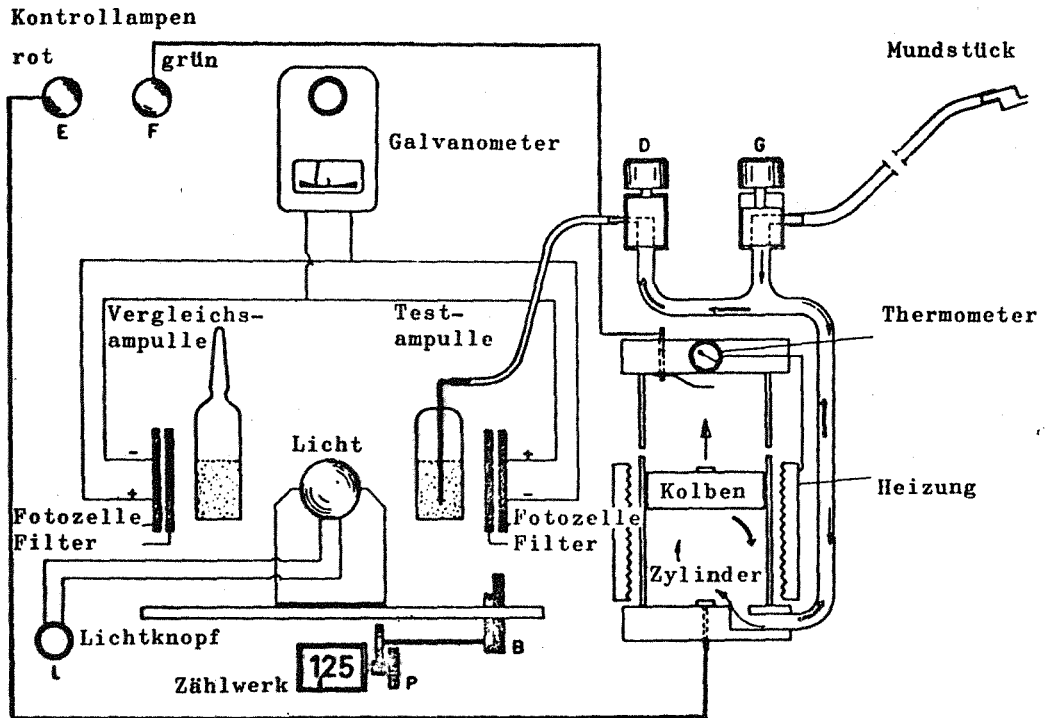 Kontrollampen
rot
grün
Mundstück
E
F
Galvanometer
D
G
Vergleichs-
ampulle
Test-
ampulle
Thermometer
Licht
-
+
+
-
Kolben
Heizung
Fotozelle
Filter
Fotozelle
Filter
Zylinder
Lichtknopf
L
B
Zählwerk
125
P